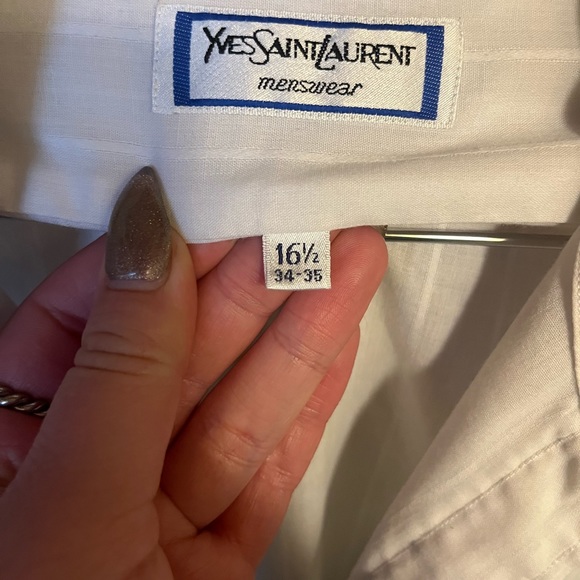 YVESSAINTLAURENT
menswear
16½
34-35